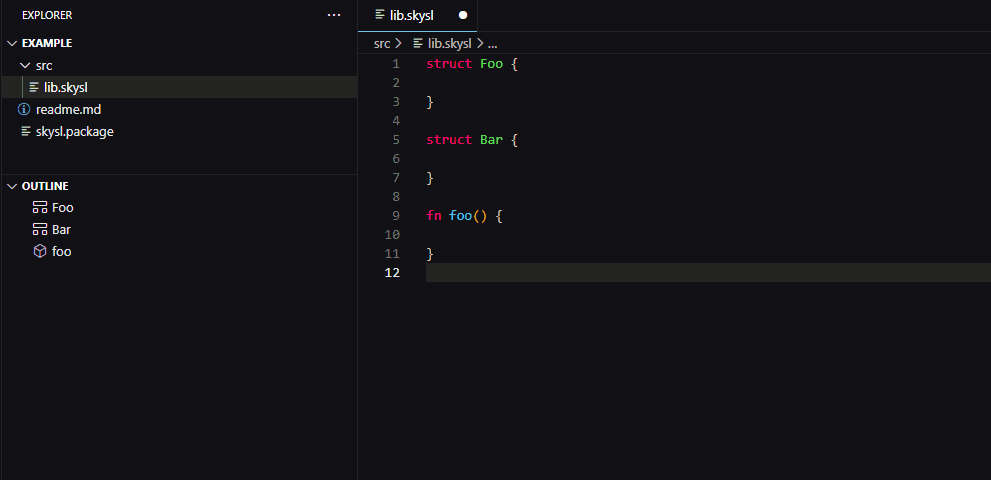 EXPLORER ...
EXAMPLE
src
lib.skysl
readme.md
skysl.package
OUTLINE
Foo
Bar
foo
lib.skysl
src > lib.skysl > ...
1 struct Foo {
2
3 }
4
5 struct Bar {
6
7 }
8
9 fn foo() {
10
11 }
12